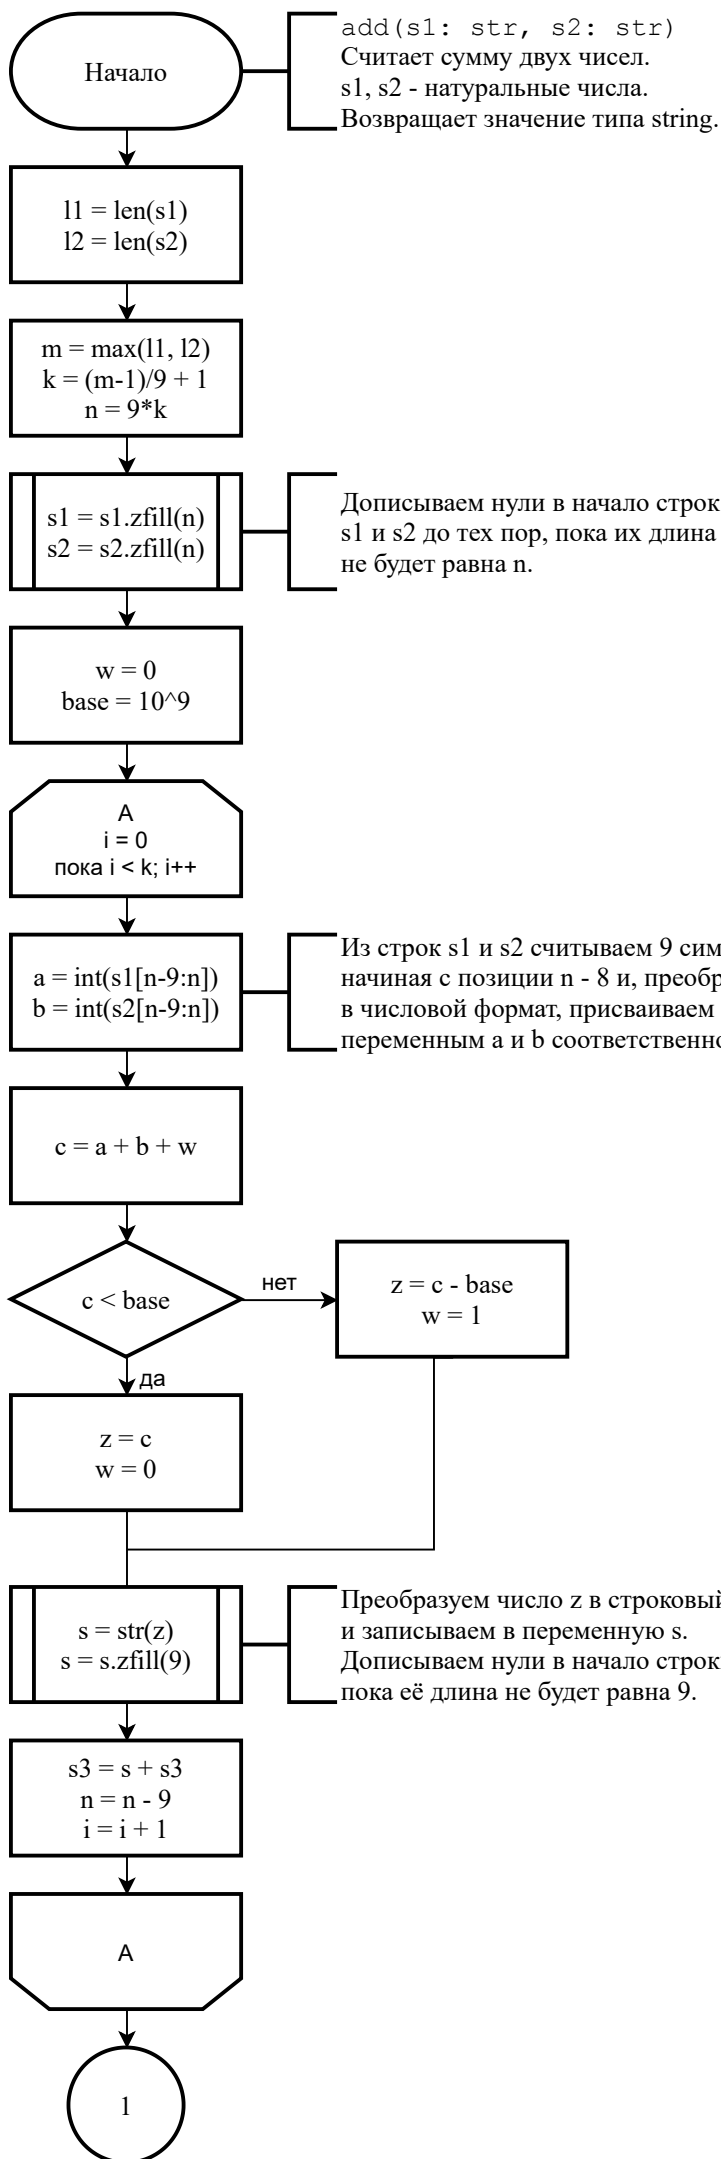 Начало
add(s1: str, s2: str)
Считает сумму двух чисел.
s1, s2 - натуральные числа.
Возвращает значение типа string.
l1 = len(s1)
l2 = len(s2)
m = max(l1, l2)
k = (m-1)/9 + 1
n = 9*k
s1 = s1.zfill(n)
s2 = s2.zfill(n)
Дописываем нули в начало строк
s1 и s2 до тех пор, пока их длина
не будет равна n.
w = 0
base = 10^9
A
i = 0
пока i < k; i++
a = int(s1[n-9:n])
b = int(s2[n-9:n])
Из строк s1 и s2 считываем 9
начиная с позиции n - 8 и,
в числовой формат, присваиваем
переменным a и b
c = a + b + w
c < base
нет
z = c - base
w = 1
да
z = c
w = 0
s = str(z)
s = s.zfill(9)
Преобразуем число z в строковый
и записываем в переменную s.
Дописываем нули в начало
пока её длина не будет равна 9.
s3 = s + s3
n = n - 9
i = i + 1
A
1